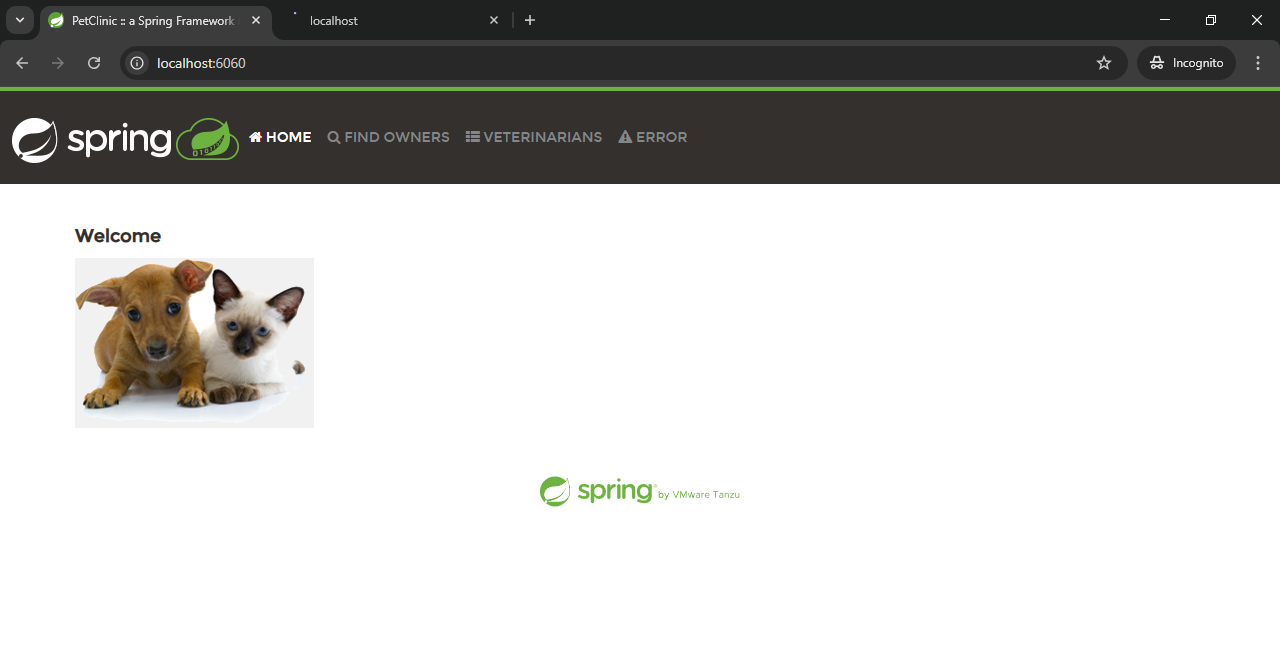 PetClinic :: a Spring Framework
localhost
localhost:6060
Incognito
spring
HOME
FIND OWNERS
VETERINARIANS
ERROR
Welcome
spring by VMware Tanzu